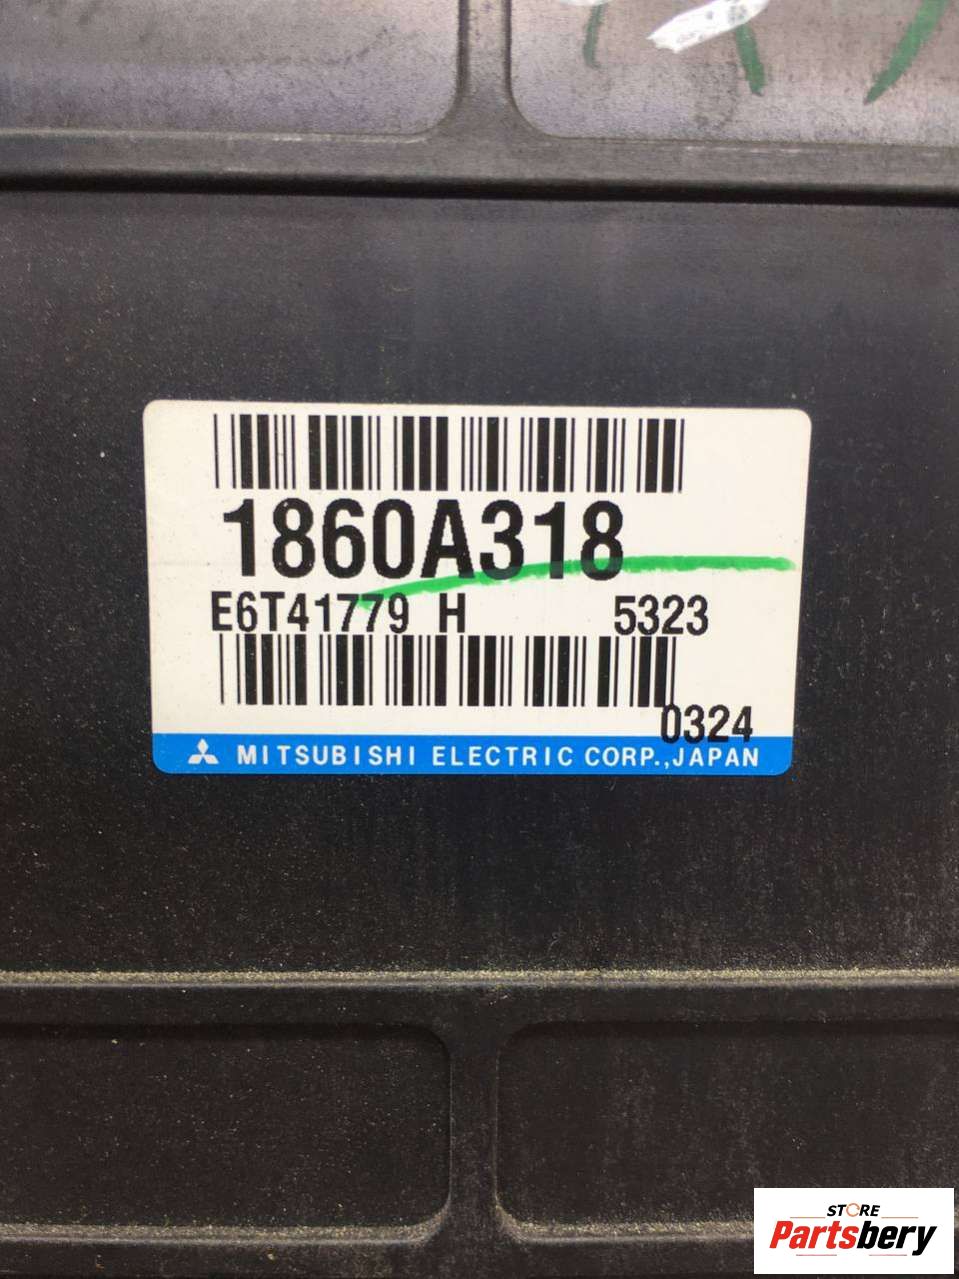 1860A318
E6T41779 H 5323
0324
MITSUBISHI ELECTRIC CORP.,JAPAN
STORE
Partsbery